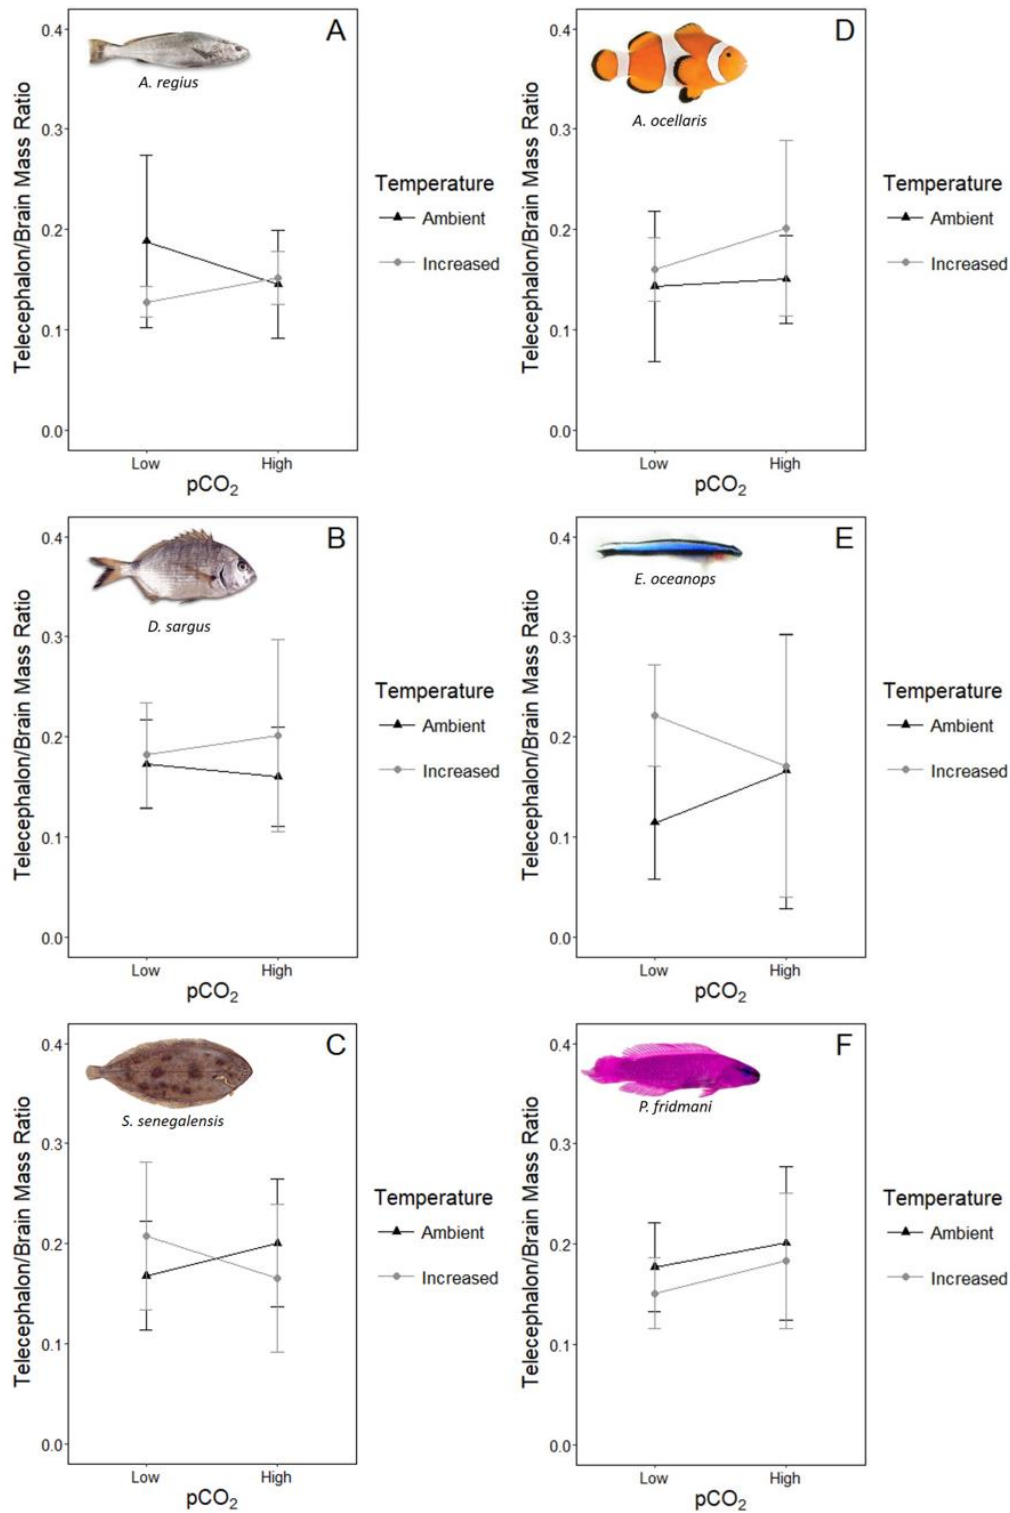 A
A. regius
Telecephalon/Brain Mass Ratio
0.4
0.3
0.2
0.1
0.0
Low
High
pCO2
Temperature
Ambient
Increased
D
A. ocellaris
Telecephalon/Brain Mass Ratio
0.4
0.3
0.2
0.1
0.0
Low
High
pCO2
Temperature
Ambient
Increased
B
D. sargus
Telecephalon/Brain Mass Ratio
0.4
0.3
0.2
0.1
0.0
Low
High
pCO2
Temperature
Ambient
Increased
E
E. oceanops
Telecephalon/Brain Mass Ratio
0.4
0.3
0.2
0.1
0.0
Low
High
pCO2
Temperature
Ambient
Increased
C
S. senegalensis
Telecephalon/Brain Mass Ratio
0.4
0.3
0.2
0.1
0.0
Low
High
pCO2
Temperature
Ambient
Increased
F
P. fridmani
Telecephalon/Brain Mass Ratio
0.4
0.3
0.2
0.1
0.0
Low
High
pCO2
Temperature
Ambient
Increased